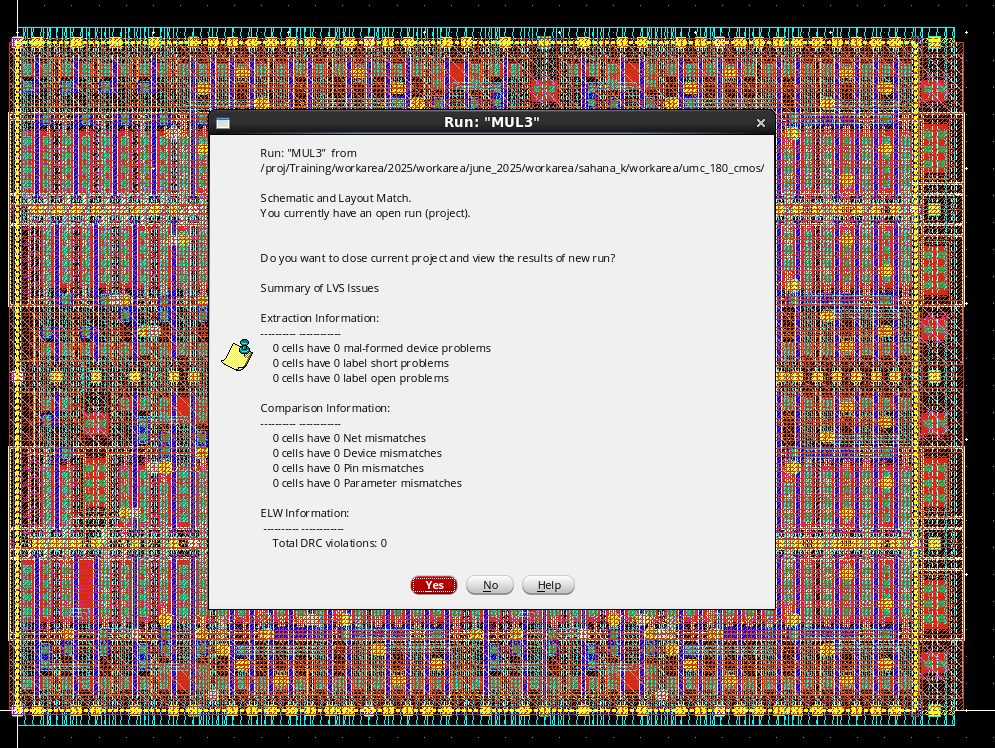 Run: "MUL3"
Run: "MUL3" from
/proj/Training/workarea/2025/workarea/june_2025/workarea/sahana_k/workarea/umc_180_cmos/
Schematic and Layout Match.
You currently have an open run (project).
Do you want to close current project and view the results of new run?
Summary of LVS Issues
Extraction Information:
---------- ------------
0 cells have 0 mal-formed device problems
0 cells have 0 label short problems
0 cells have 0 label open problems
Comparison Information:
---------- ------------
0 cells have 0 Net mismatches
0 cells have 0 Device mismatches
0 cells have 0 Pin mismatches
0 cells have 0 Parameter mismatches
ELW Information:
---------- ------------
Total DRC violations: 0
Yes No Help